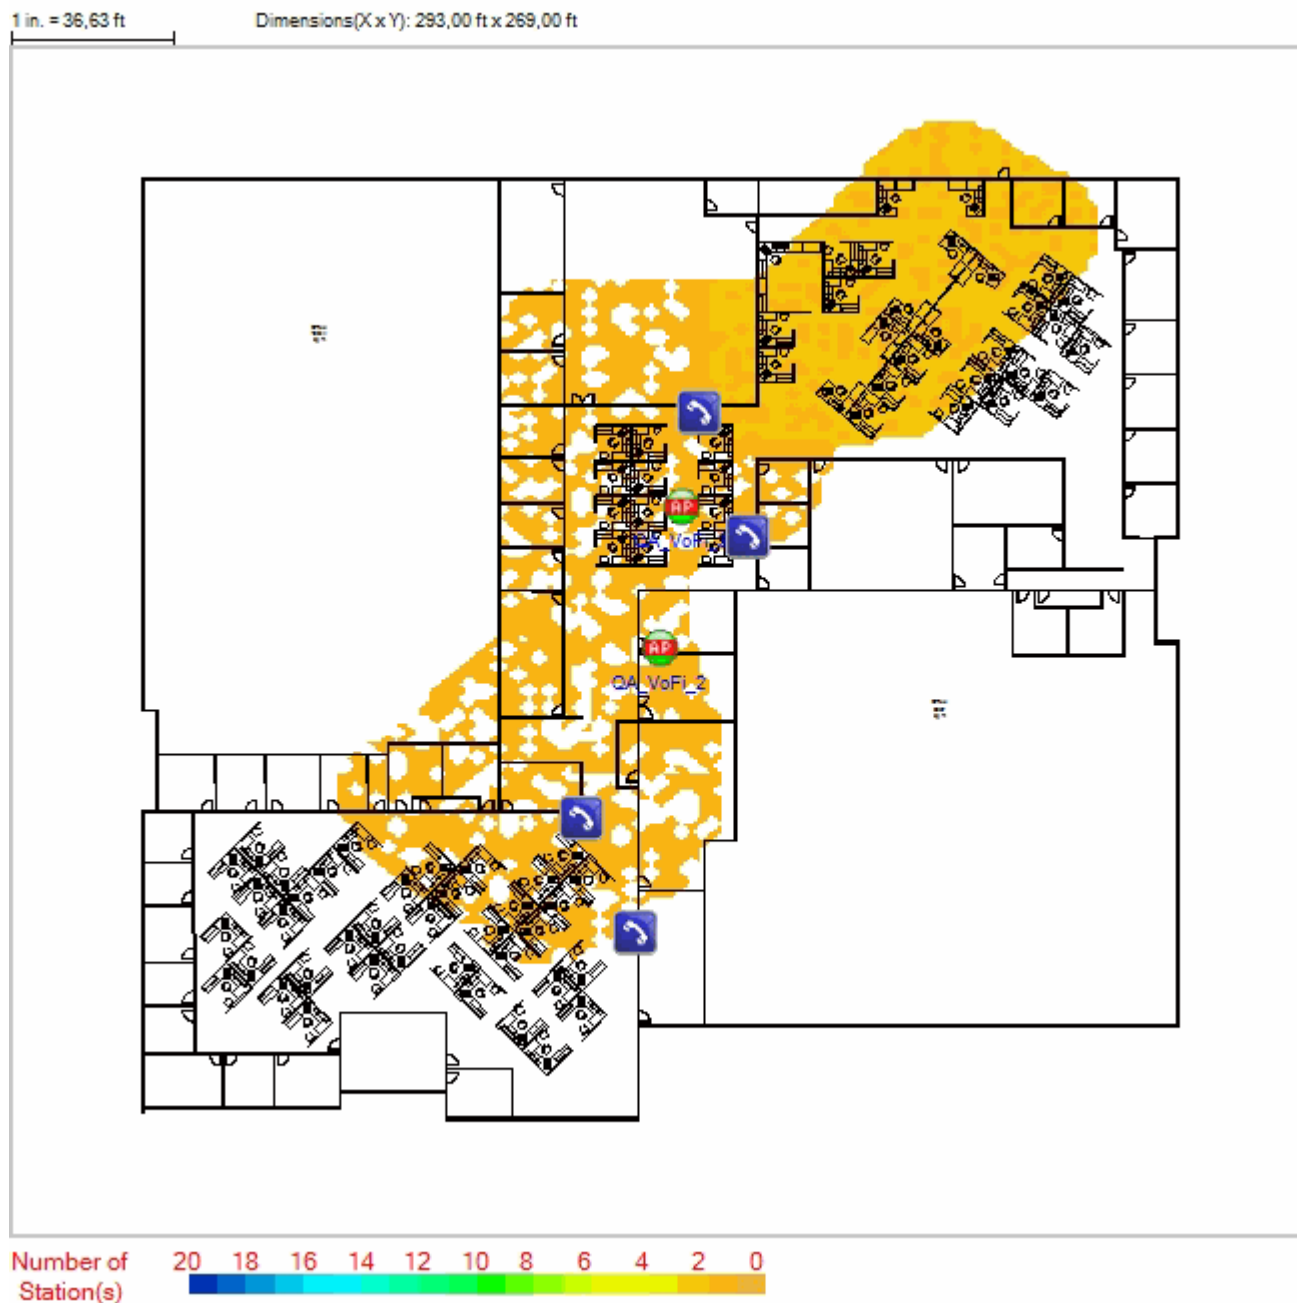 1 in. = 36,63 ft
Dimensions(X x Y): 293,00 ft x 269,00 ft
AP
AP
QA_VoFi_2
Number of
Station(s)
20 18 16 14 12 10 8 6 4 2 0